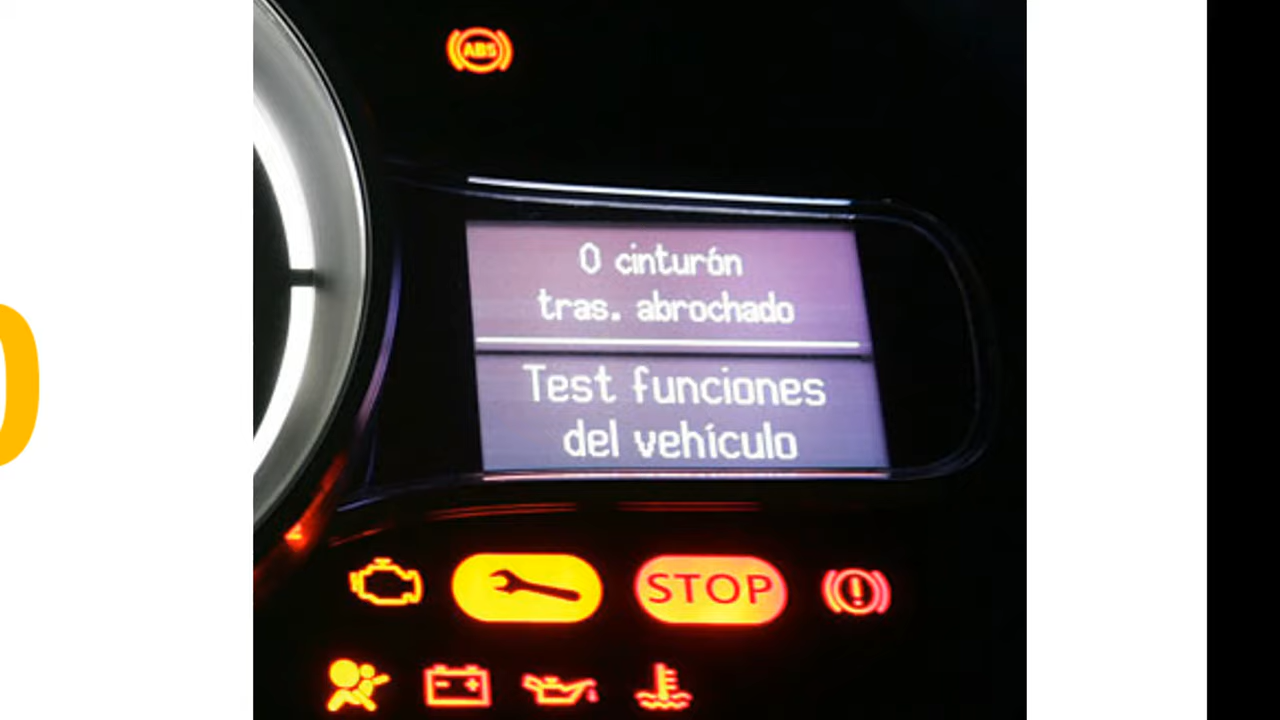 ABS
0 cinturón
tras. abrochado
Test funciones
del vehículo
STOP